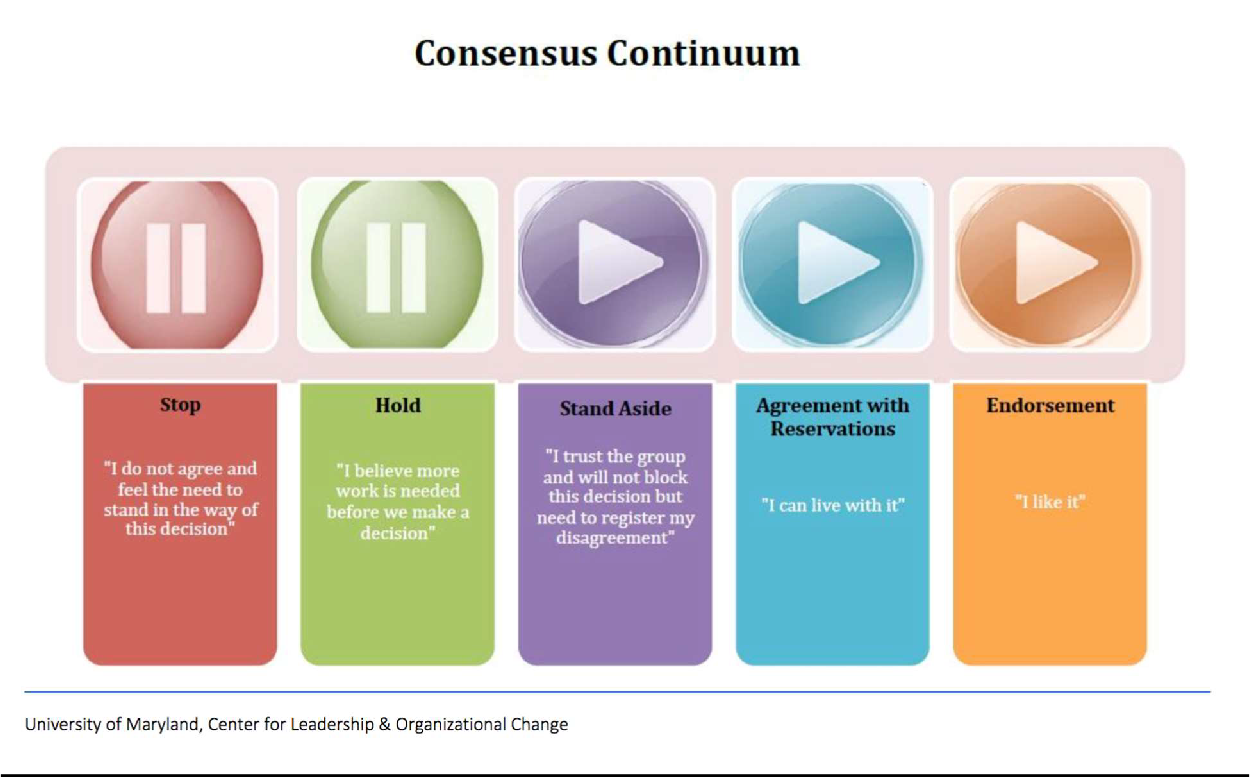 Consensus Continuum
Stop
"I do not agree and
feel the need to
stand in the way of
this decision"
Hold
"I believe more
work is needed
before we make a
decision"
Stand Aside
"I trust the group
and will not block
this decision but
need to register my
disagreement"
Agreement with
Reservations
"I can live with it"
Endorsement
"I like it"
University of Maryland, Center for Leadership & Organizational Change